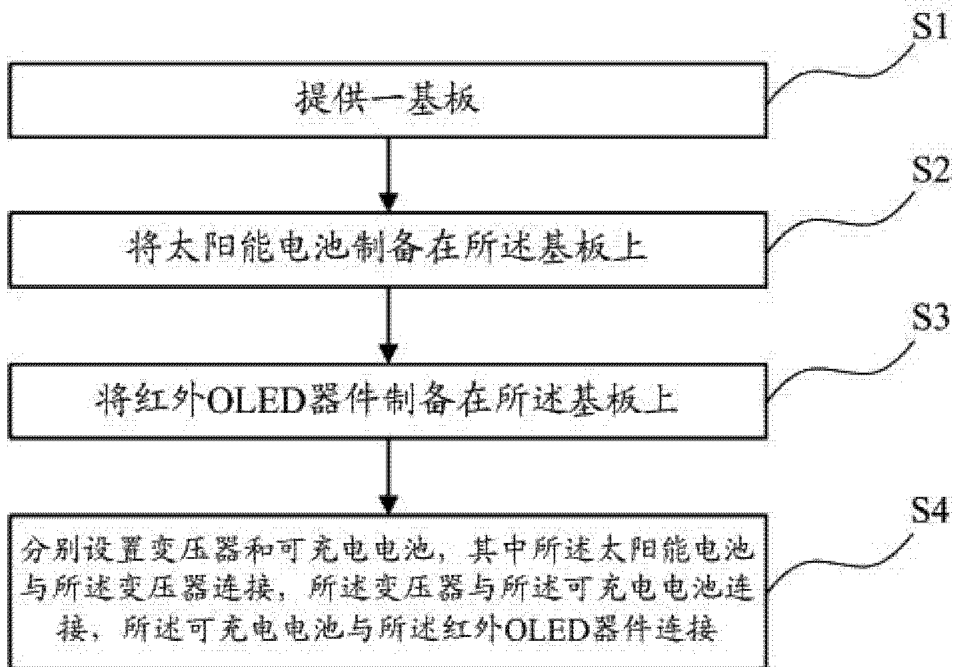 S1
提供一基板
S2
将太阳能电池制备在所述基板上
S3
将红外OLED器件制备在所述基板上
S4
分别设置变压器和可充电电池，其中所述太阳能电池
与所述变压器连接，所述变压器与所述可充电电池连
接，所述可充电电池与所述红外OLED器件连接